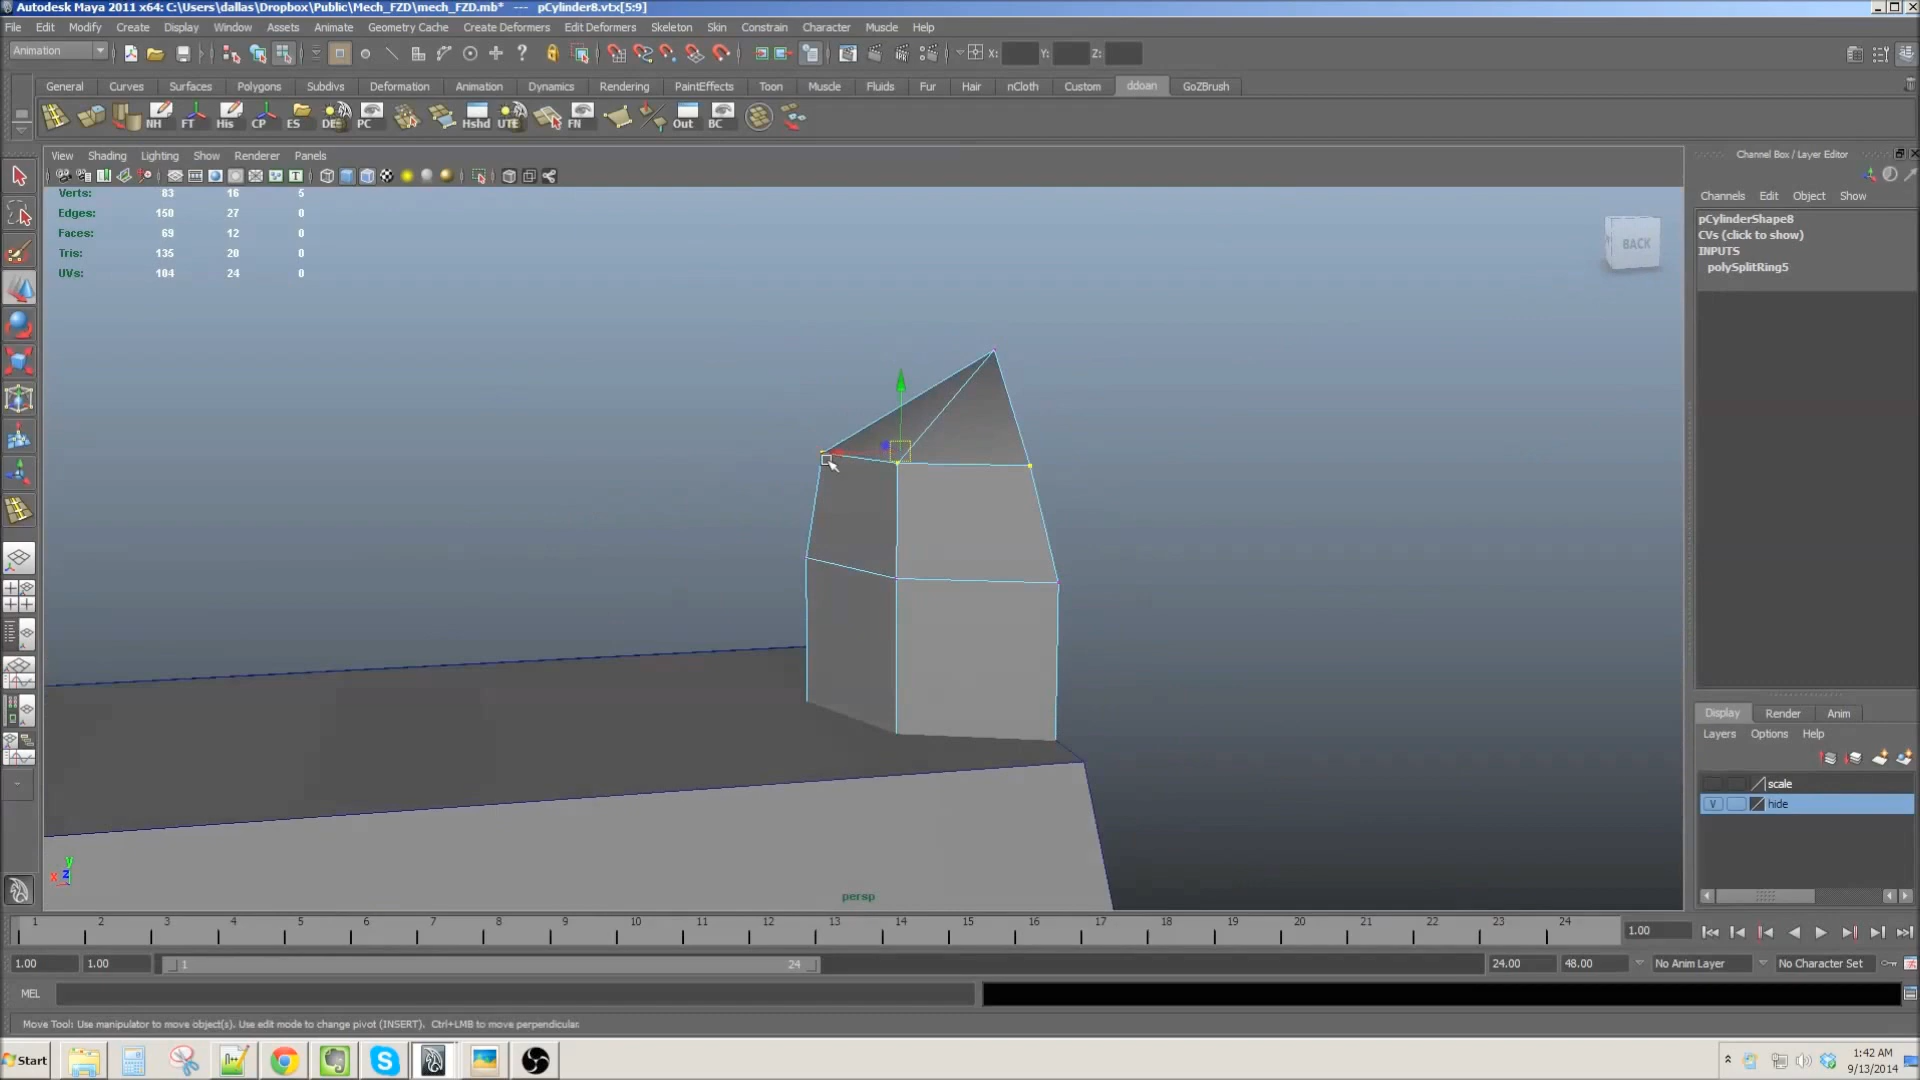 Autodesk Maya 2011 x64: C:\Users\dallas\Dropbox\Public\Mech_FZD\mech_FZD.mb* --- pCylinder8.vtx[5:9]
File Edit Modify Create Display Window Assets Animate Geometry Cache Create Deformers Edit Deformers Skeleton Skin Constrain Character Muscle Help
Animation X: Y: Z:
General Curves Surfaces Polygons Subdivs Deformation Animation Dynamics Rendering PaintEffects Toon Muscle Fluids Fur Hair nCloth Custom ddoan GoZBrush
NH FT His CP ES DE PC Hshd UTE FN Out BC
View Shading Lighting Show Renderer Panels
Channel Box / Layer Editor
Channels Edit Object Show
Verts: 83 16 5
Edges: 150 27 0
Faces: 69 12 0
Tris: 135 20 0
UVs: 104 24 0
BACK
pCylinderShape8
CVs (click to show)
INPUTS
polySplitRing5
Display Render Anim
Layers Options Help
scale
V hide
y
x z
persp
1 2 3 4 5 6 7 8 9 10 11 12 13 14 15 16 17 18 19 20 21 22 23 24 1.00
1.00 1.00 1 24 24.00 48.00 No Anim Layer No Character Set
MEL
Move Tool: Use manipulator to move object(s). Use edit mode to change pivot (INSERT). Ctrl+LMB to move perpendicular.
Start
1:42 AM
9/13/2014